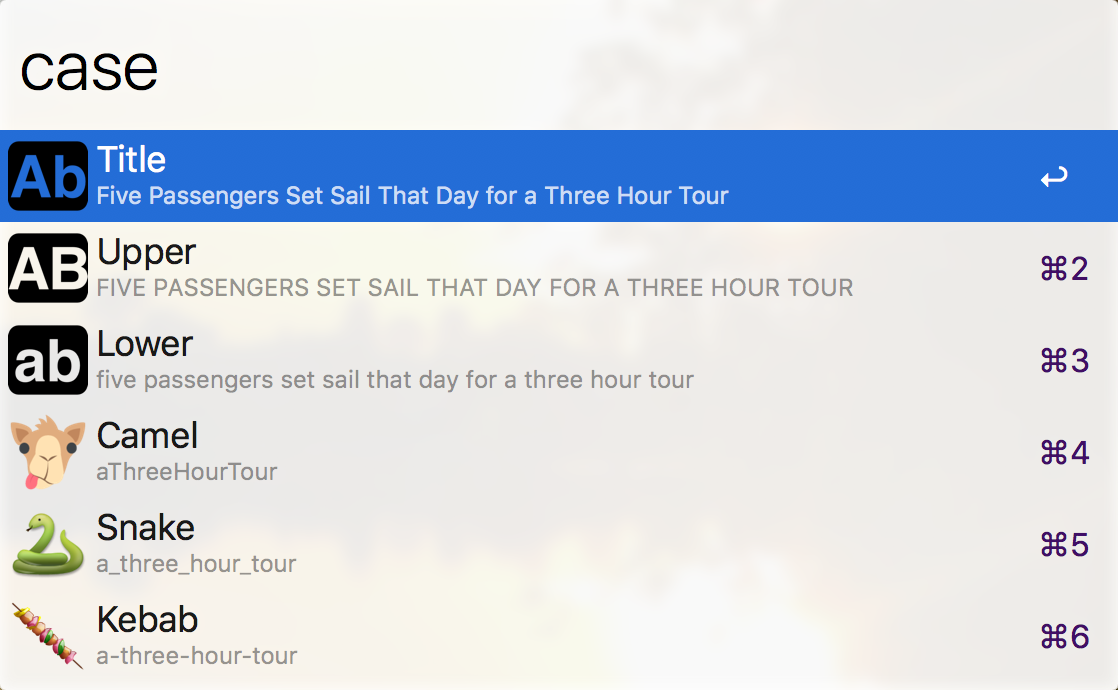 case
Ab Title
Five Passengers Set Sail That Day for a Three Hour Tour
↩
AB Upper
FIVE PASSENGERS SET SAIL THAT DAY FOR A THREE HOUR TOUR
⌘2
ab Lower
five passengers set sail that day for a three hour tour
⌘3
Camel
aThreeHourTour
⌘4
Snake
a_three_hour_tour
⌘5
Kebab
a-three-hour-tour
⌘6